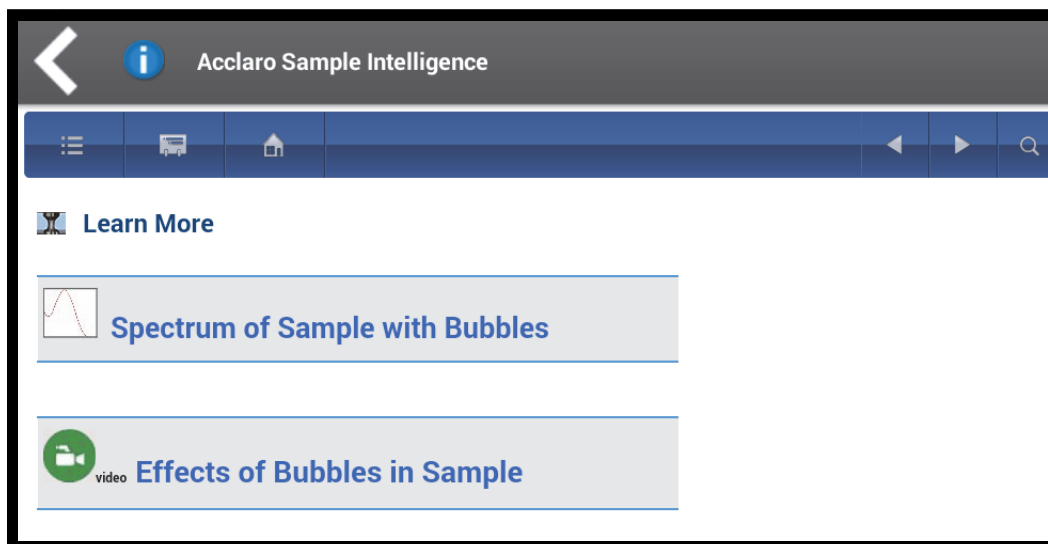 Acclaro Sample Intelligence
Learn More
Spectrum of Sample with Bubbles
video Effects of Bubbles in Sample